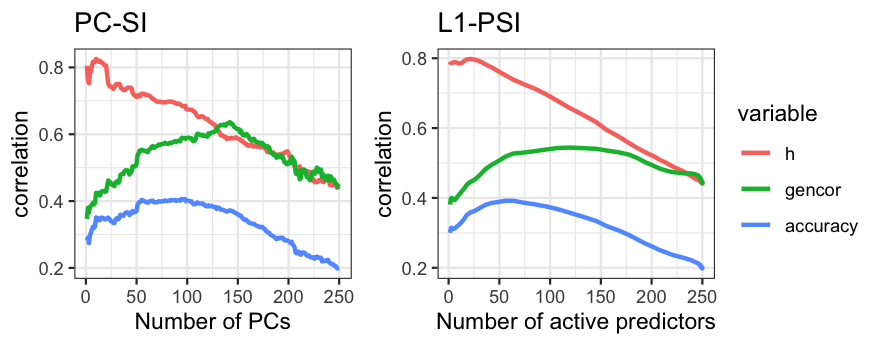 PC-SI
L1-PSI
correlation
0.8
0.6
0.4
0.2
0 50 100 150 200 250
Number of PCs
correlation
0.8
0.6
0.4
0.2
0 50 100 150 200 250
Number of active predictors
variable
h
gencor
accuracy